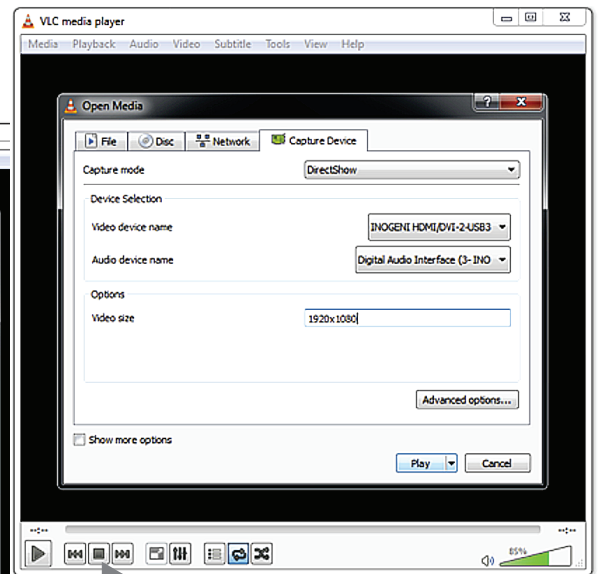 VLC media player
Media Playback Audio Video Subtitle Tools View Help
Open Media
File Disc Network Capture Device
Capture mode DirectShow
Device Selection
Video device name INOGENI HDMI/DVI-2-USB3
Audio device name Digital Audio Interface (3- INO
Options
Video size 1920x1080
Advanced options...
Show more options
Play Cancel
--:-- --:--
85%